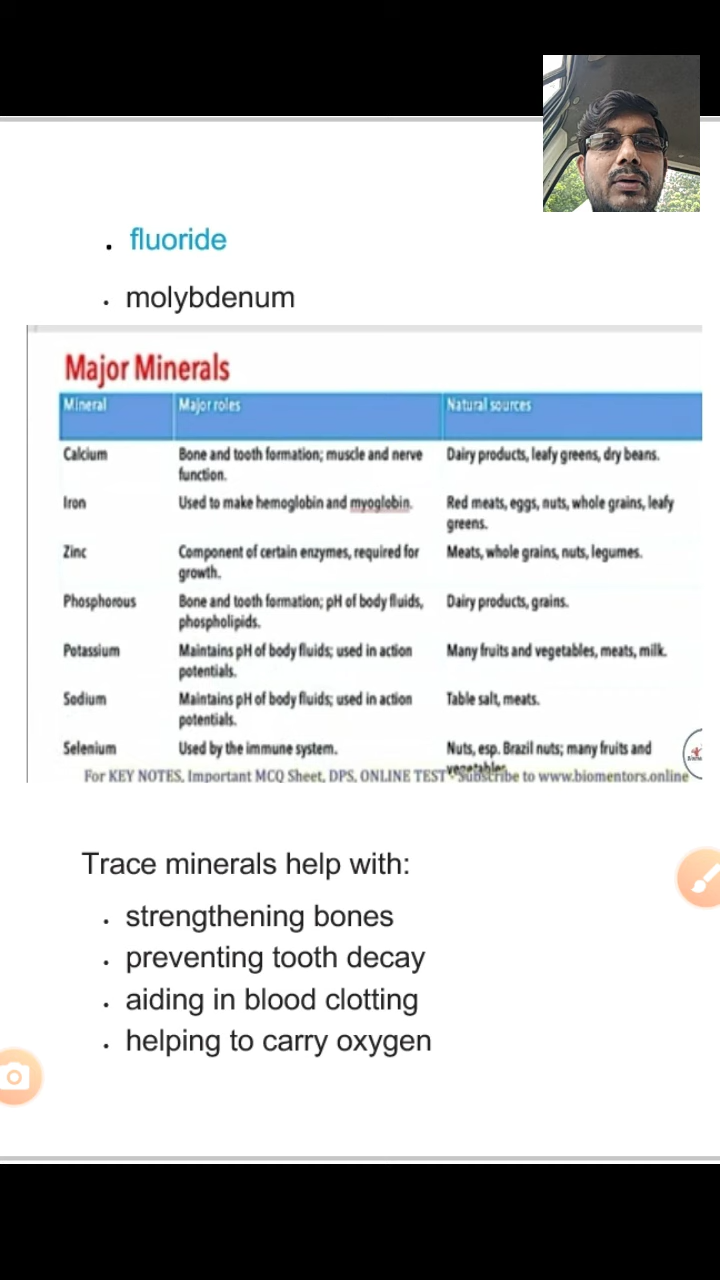 . fluoride
. molybdenum
Major Minerals
Mineral Major roles Natural sources
Calcium Bone and tooth formation; muscle and nerve Dairy products, leafy greens, dry beans.
function.
Iron Used to make hemoglobin and myoglobin. Red meats, eggs, nuts, whole grains, leafy
greens.
Zinc Component of certain enzymes, required for Meats, whole grains, nuts, legumes.
growth.
Phosphorous Bone and tooth formation; pH of body fluids, Dairy products, grains.
phospholipids.
Potassium Maintains pH of body fluids; used in action Many fruits and vegetables, meats, milk.
potentials.
Sodium Maintains pH of body fluids; used in action Table salt, meats.
potentials.
Selenium Used by the immune system. Nuts, esp. Brazil nuts; many fruits and
vegetables.
For KEY NOTES, Important MCQ Sheet, DPS, ONLINE TEST - Subscribe to www.biomentors.online
Trace minerals help with:
. strengthening bones
. preventing tooth decay
. aiding in blood clotting
. helping to carry oxygen